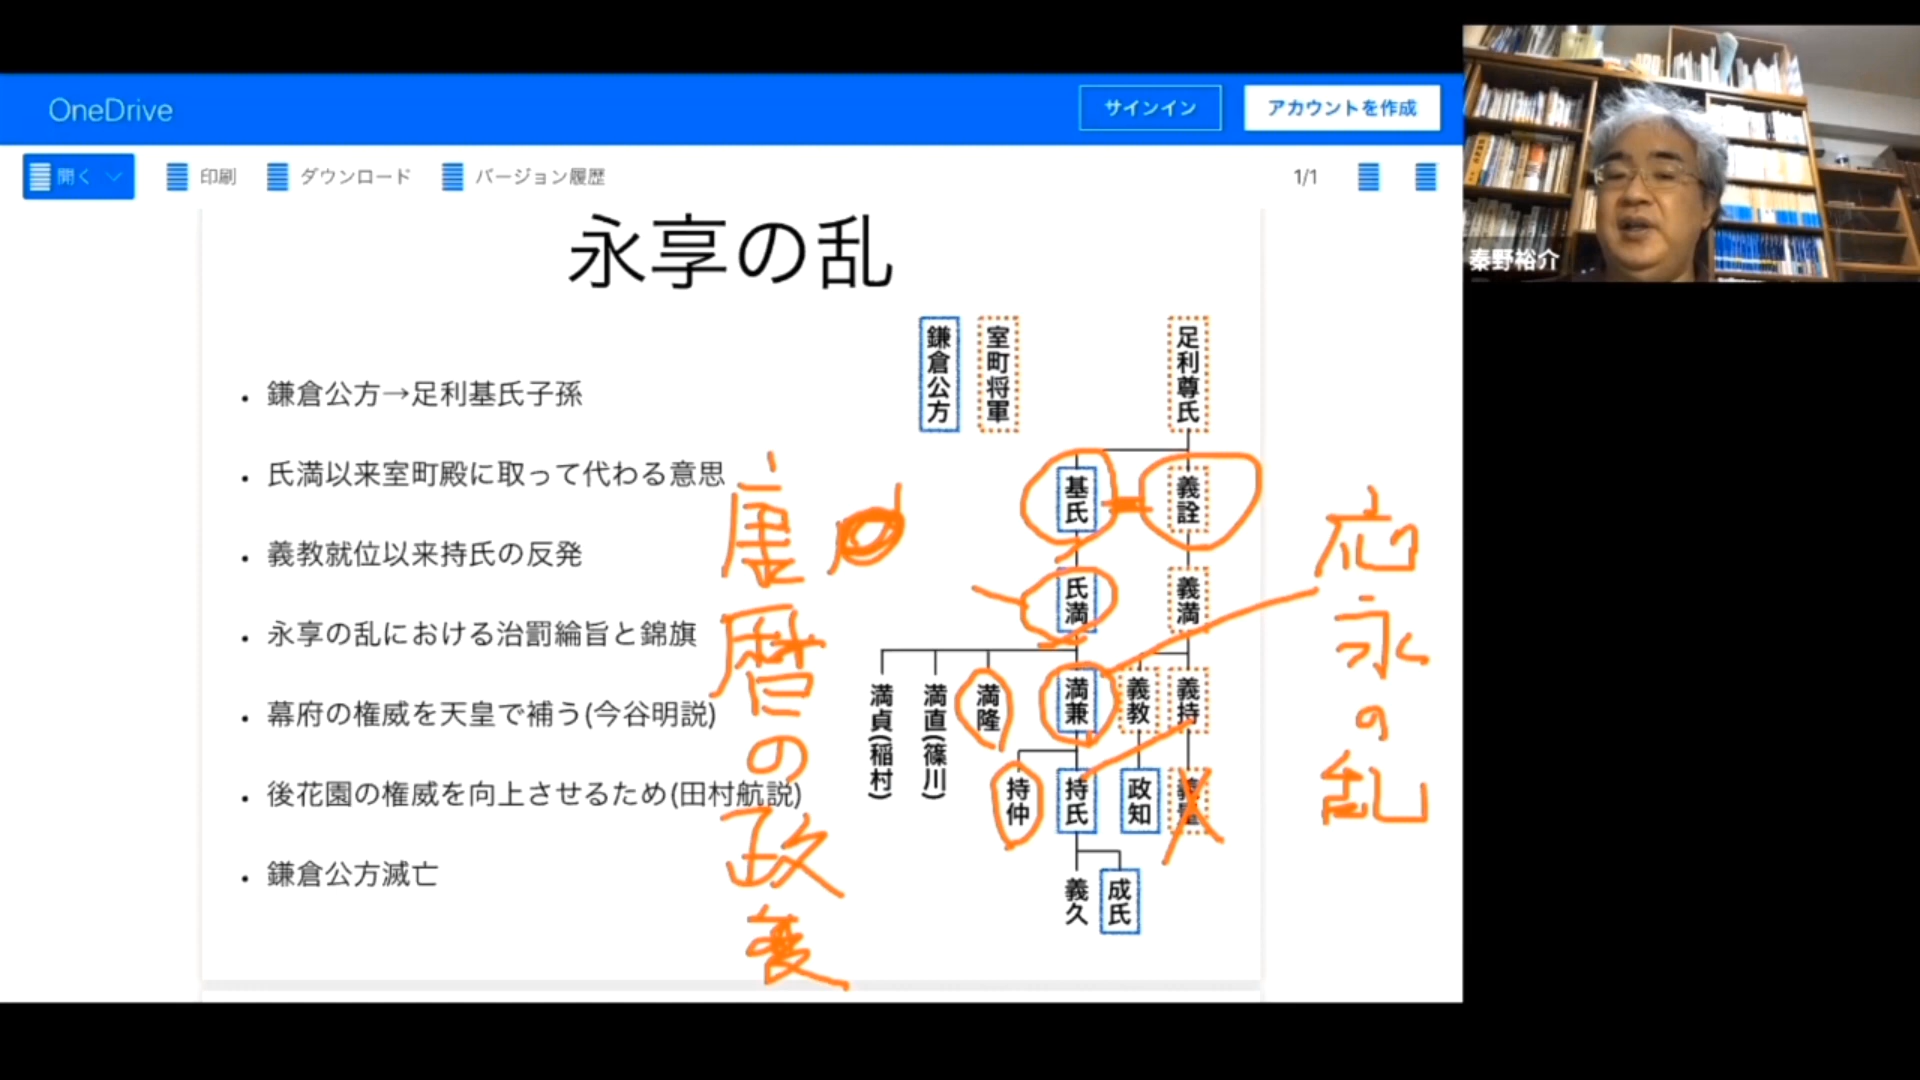 OneDrive
サインイン
アカウントを作成
開く
印刷
ダウンロード
バージョン履歴
1/1
秦野裕介
永享の乱
・鎌倉公方→足利基氏子孫
・氏満以来室町殿に取って代わる意思
・義教就位以来持氏の反発
・永享の乱における治罰綸旨と錦旗
・幕府の権威を天皇で補う(今谷明説)
・後花園の権威を向上させるため(田村航説)
・鎌倉公方滅亡
鎌倉公方
室町将軍
足利尊氏
基氏
義詮
氏満
義満
満貞(稲村)
満直(篠川)
満隆
満兼
義教
義持
持仲
持氏
政知
義量
義久
成氏
康暦の政変
応永の乱